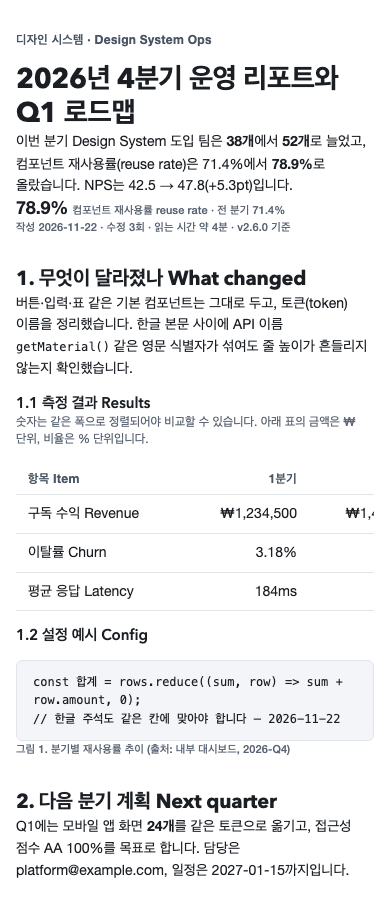 디자인 시스템 · Design System Ops
2026년 4분기 운영 리포트와
Q1 로드맵
이번 분기 Design System 도입 팀은 38개에서 52개로 늘었고,
컴포넌트 재사용률(reuse rate)은 71.4%에서 78.9%로
올랐습니다. NPS는 42.5 → 47.8(+5.3pt)입니다.
78.9% 컴포넌트 재사용률 reuse rate · 전 분기 71.4%
작성 2026-11-22 · 수정 3회 · 읽는 시간 약 4분 · v2.6.0 기준
1. 무엇이 달라졌나 What changed
버튼·입력·표 같은 기본 컴포넌트는 그대로 두고, 토큰(token)
이름을 정리했습니다. 한글 본문 사이에 API 이름
getMaterial() 같은 영문 식별자가 섞여도 줄 높이가 흔들리지
않는지 확인했습니다.
1.1 측정 결과 Results
숫자는 같은 폭으로 정렬되어야 비교할 수 있습니다. 아래 표의 금액은 ₩
단위, 비율은 % 단위입니다.
항목 Item 1분기
구독 수익 Revenue ₩1,234,500 ₩1,4
이탈률 Churn 3.18%
평균 응답 Latency 184ms
1.2 설정 예시 Config
const 합계 = rows.reduce((sum, row) => sum +
row.amount, 0);
// 한글 주석도 같은 칸에 맞아야 합니다 — 2026-11-22
그림 1. 분기별 재사용률 추이 (출처: 내부 대시보드, 2026-Q4)
2. 다음 분기 계획 Next quarter
Q1에는 모바일 앱 화면 24개를 같은 토큰으로 옮기고, 접근성
점수 AA 100%를 목표로 합니다. 담당은
platform@example.com, 일정은 2027-01-15까지입니다.